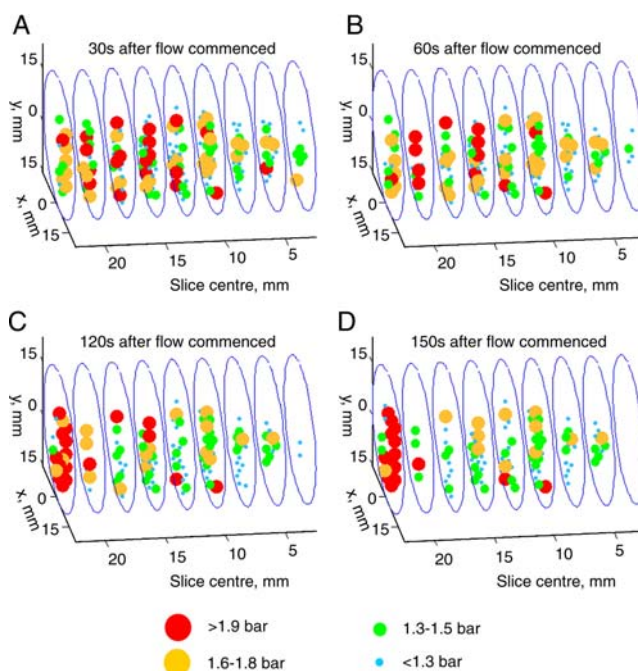 A
30s after flow commenced
15
y, mm
0
15
x, mm
0
15
20
15
10
5
Slice centre, mm
B
60s after flow commenced
15
y, mm
0
15
x, mm
0
15
20
15
10
5
Slice centre, mm
C
120s after flow commenced
15
y, mm
0
15
x, mm
0
15
20
15
10
5
Slice centre, mm
D
150s after flow commenced
15
y, mm
0
15
x, mm
0
15
20
15
10
5
Slice centre, mm
>1.9 bar
1.3-1.5 bar
1.6-1.8 bar
<1.3 bar